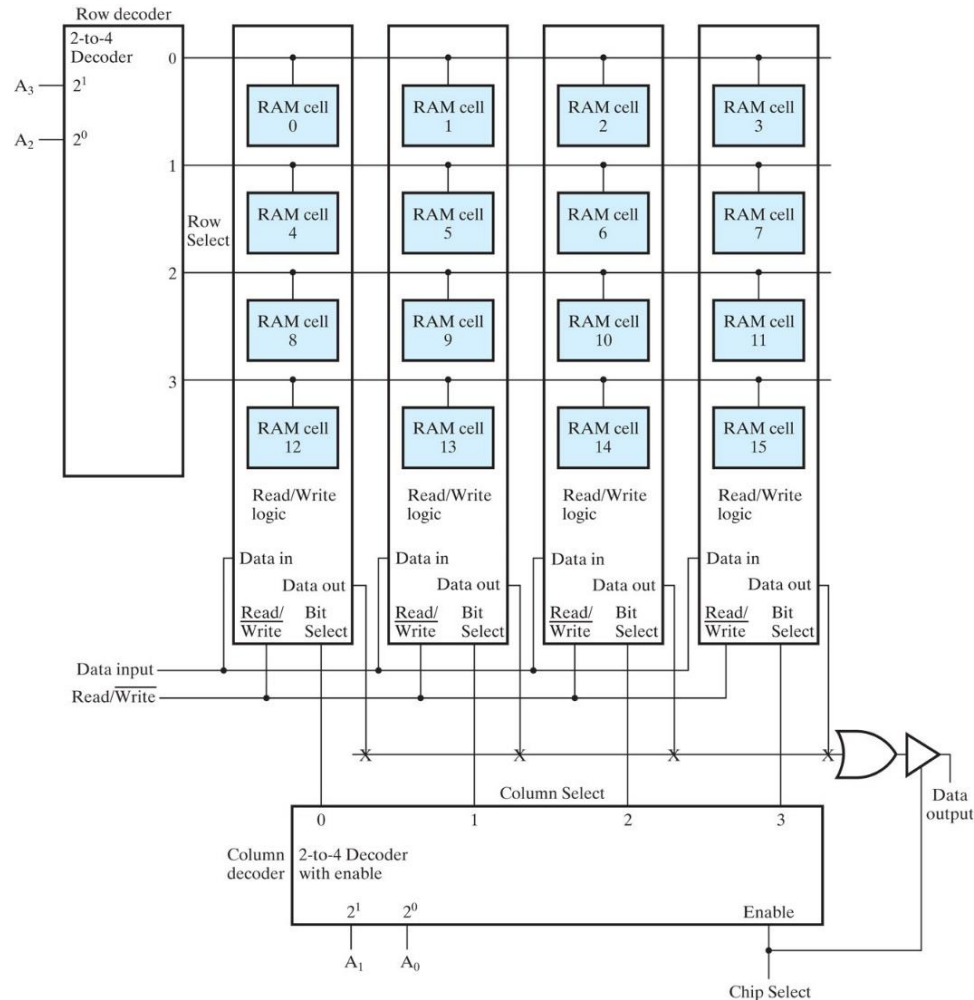 Row decoder
2-to-4
Decoder
A₃
2¹
A₂
2⁰
0
1
Row
Select
2
3
RAM cell
0
RAM cell
1
RAM cell
2
RAM cell
3
RAM cell
4
RAM cell
5
RAM cell
6
RAM cell
7
RAM cell
8
RAM cell
9
RAM cell
10
RAM cell
11
RAM cell
12
RAM cell
13
RAM cell
14
RAM cell
15
Read/Write
logic
Read/Write
logic
Read/Write
logic
Read/Write
logic
Data in
Data out
Read/
Write
Bit
Select
Data in
Data out
Read/
Write
Bit
Select
Data in
Data out
Read/
Write
Bit
Select
Data in
Data out
Read/
Write
Bit
Select
Data input
Read/Write
X
X
X
X
Data
output
Column Select
0
1
2
3
Column
decoder
2-to-4 Decoder
with enable
2¹
2⁰
Enable
A₁
A₀
Chip Select